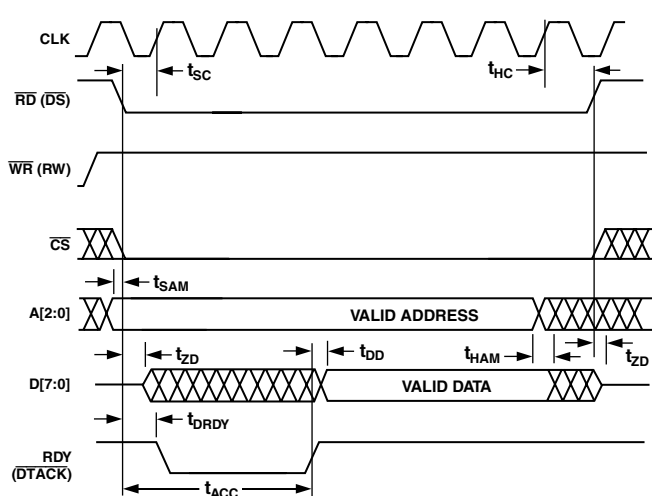 CLK
tSC
tHC
RD (DS)
WR (RW)
CS
tSAM
A[2:0]
VALID ADDRESS
tZD
tDD
tHAM
tZD
D[7:0]
VALID DATA
tDRDY
RDY
(DTACK)
tACC